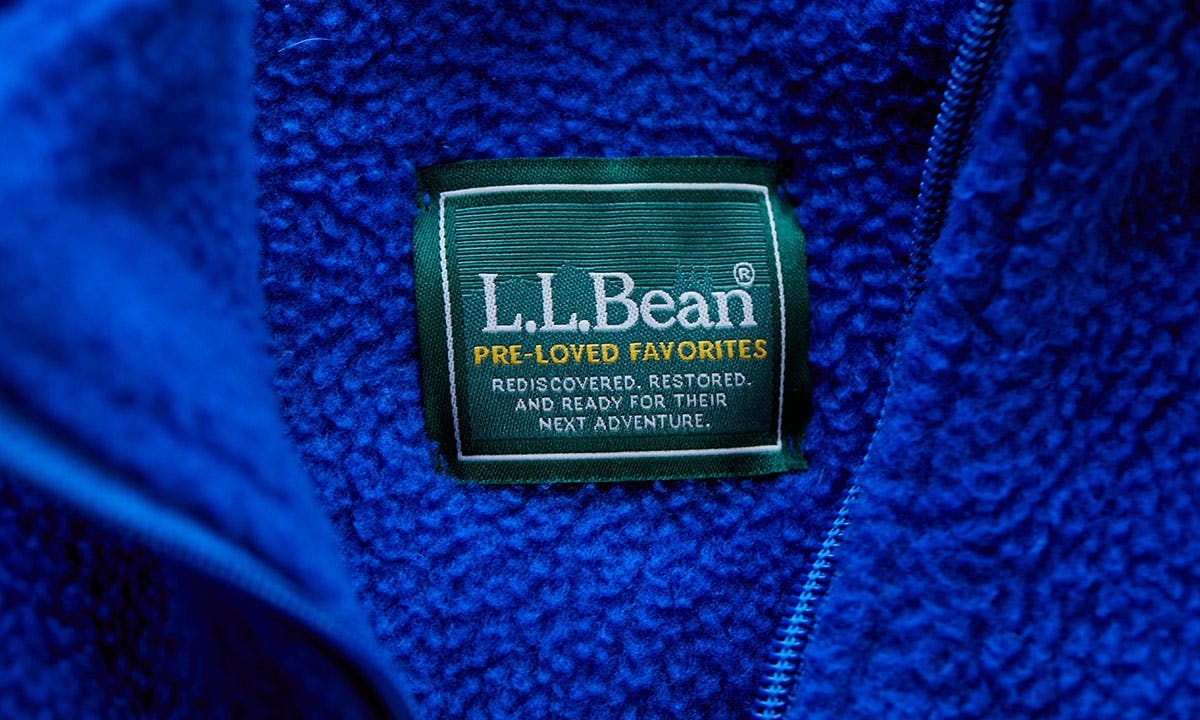 L.L.Bean®
PRE-LOVED FAVORITES
REDISCOVERED. RESTORED.
AND READY FOR THEIR
NEXT ADVENTURE.